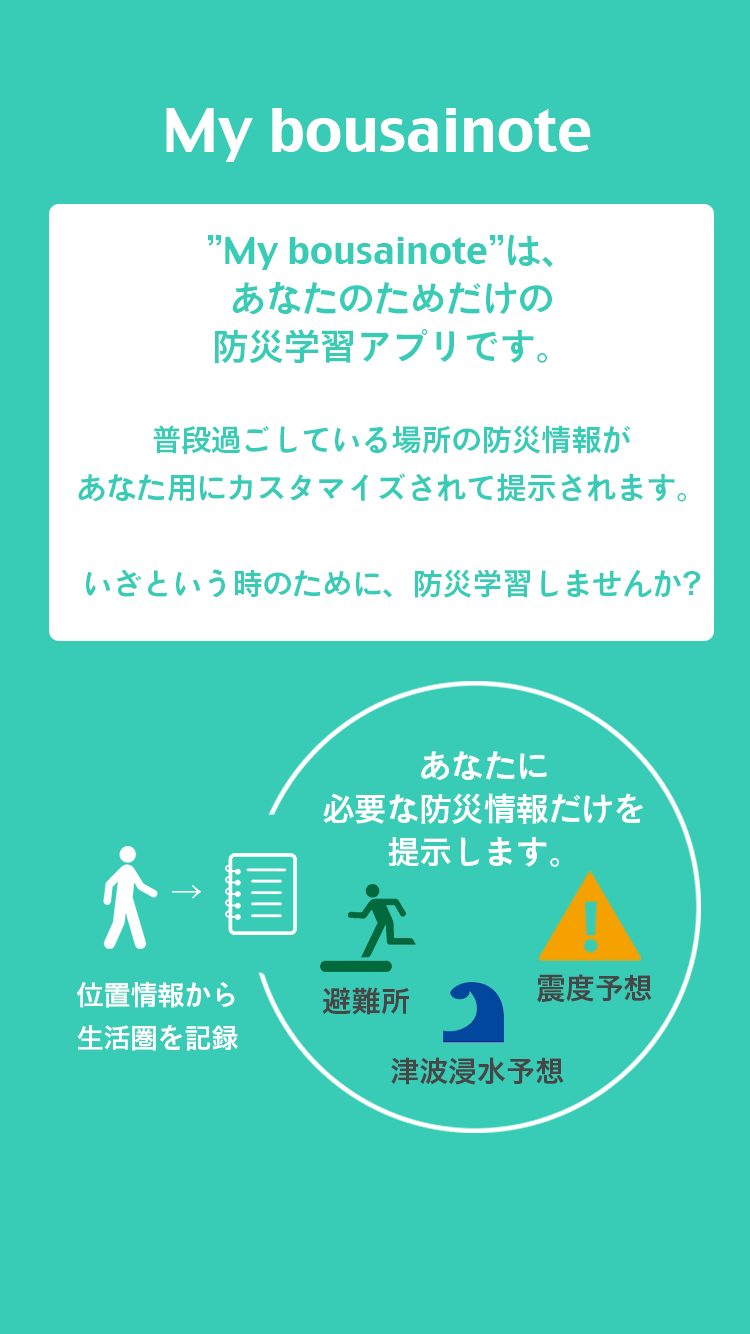 My bousainote
”My bousainote”は、
あなたのためだけの
防災学習アプリです。
普段過ごしている場所の防災情報が
あなた用にカスタマイズされて提示されます。
いざという時のために、防災学習しませんか?
あなたに
必要な防災情報だけを
提示します。
位置情報から
生活圏を記録
避難所
震度予想
津波浸水予想